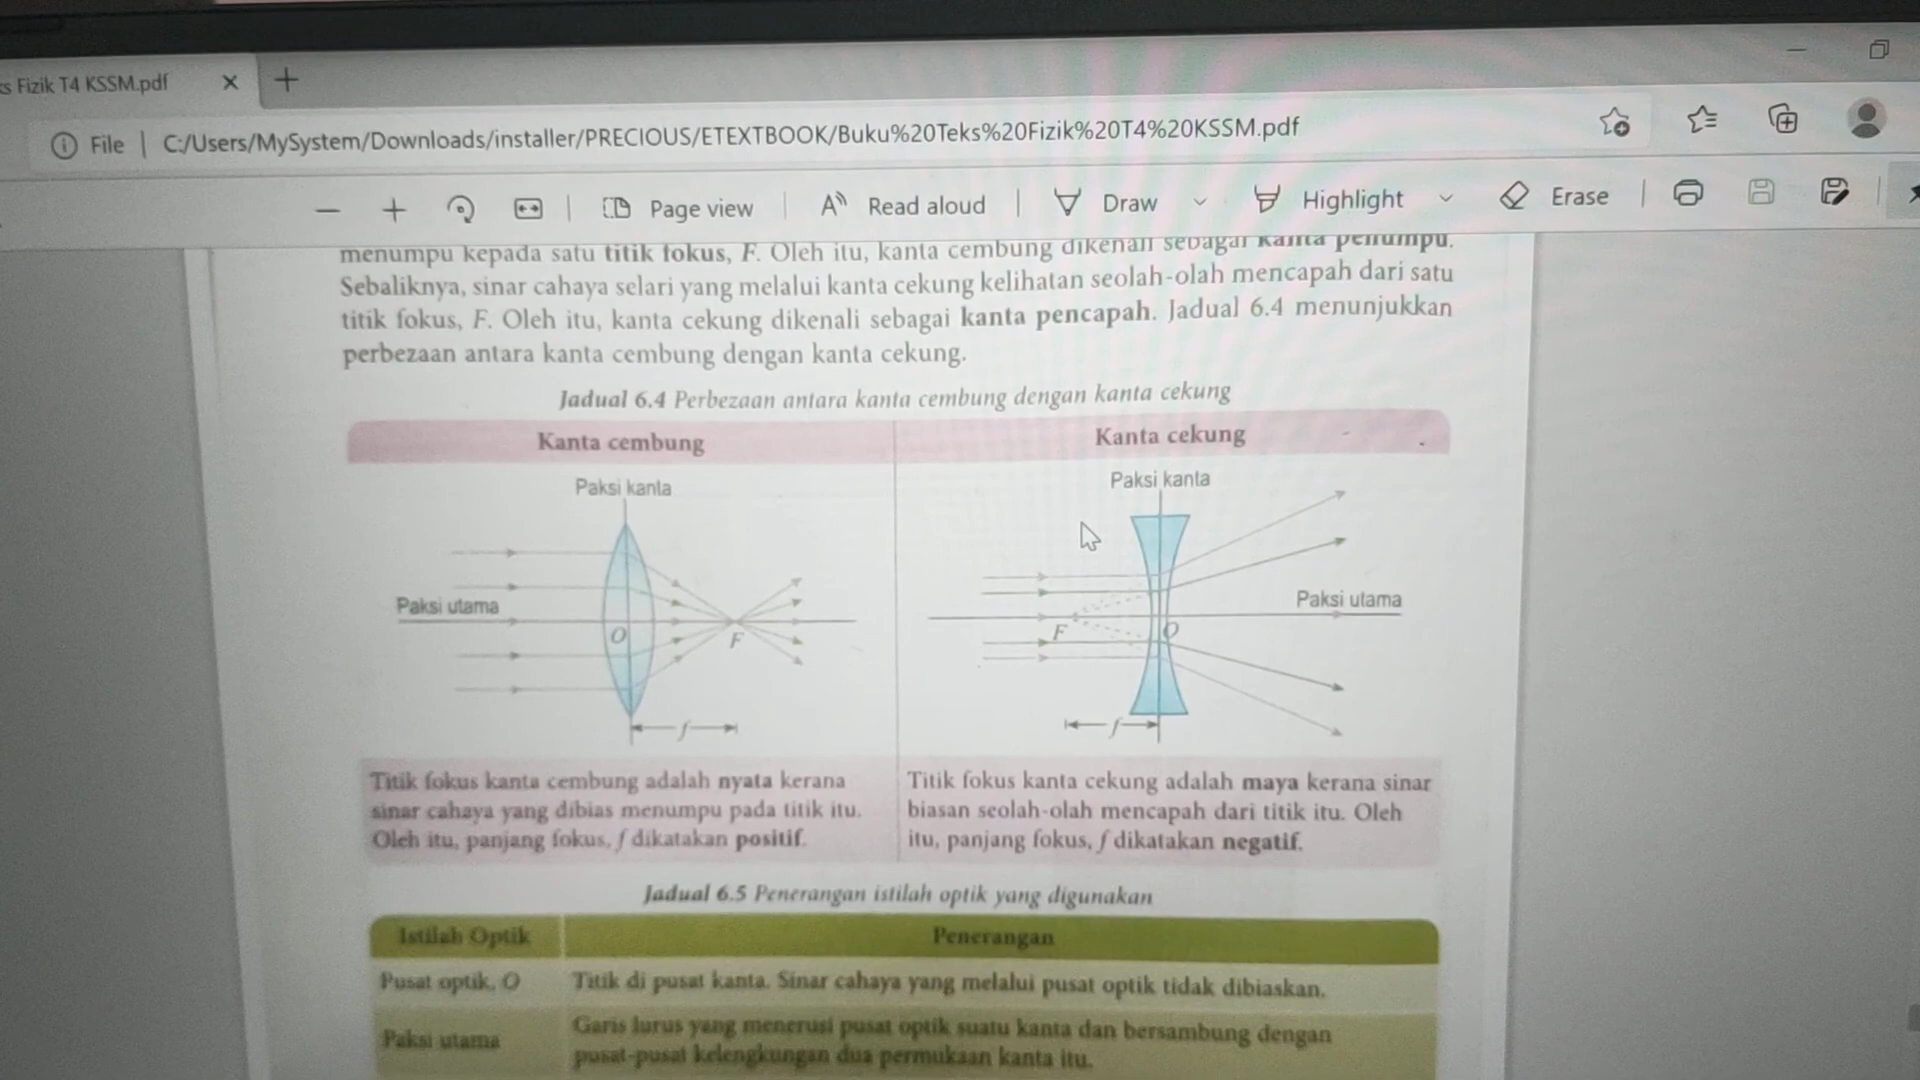 s Fizik T4 KSSM.pdf
File
C:/Users/MySystem/Downloads/installer/PRECIOUS/ETEXTBOOK/Buku%20Teks%20Fizik%20T4%20KSSM.pdf
Page view
Read aloud
Draw
Highlight
Erase
menumpu kepada satu titik fokus, F. Oleh itu, kanta cembung dikenali sebagai kanta penumpu.
Sebaliknya, sinar cahaya selari yang melalui kanta cekung kelihatan seolah-olah mencapah dari satu
titik fokus, F. Oleh itu, kanta cekung dikenali sebagai kanta pencapah. Jadual 6.4 menunjukkan
perbezaan antara kanta cembung dengan kanta cekung.
Jadual 6.4 Perbezaan antara kanta cembung dengan kanta cekung
Kanta cembung
Kanta cekung
Paksi kanta
Paksi utama
O
F
f
Paksi kanta
Paksi utama
F
O
f
Titik fokus kanta cembung adalah nyata kerana
sinar cahaya yang dibias menumpu pada titik itu.
Oleh itu, panjang fokus, f dikatakan positif.
Titik fokus kanta cekung adalah maya kerana sinar
biasan seolah-olah mencapah dari titik itu. Oleh
itu, panjang fokus, f dikatakan negatif.
Jadual 6.5 Penerangan istilah optik yang digunakan
Istilah Optik
Penerangan
Pusat optik, O
Titik di pusat kanta. Sinar cahaya yang melalui pusat optik tidak dibiaskan.
Paksi utama
Garis lurus yang menerusi pusat optik suatu kanta dan bersambung dengan
pusat-pusat kelengkungan dua permukaan kanta itu.